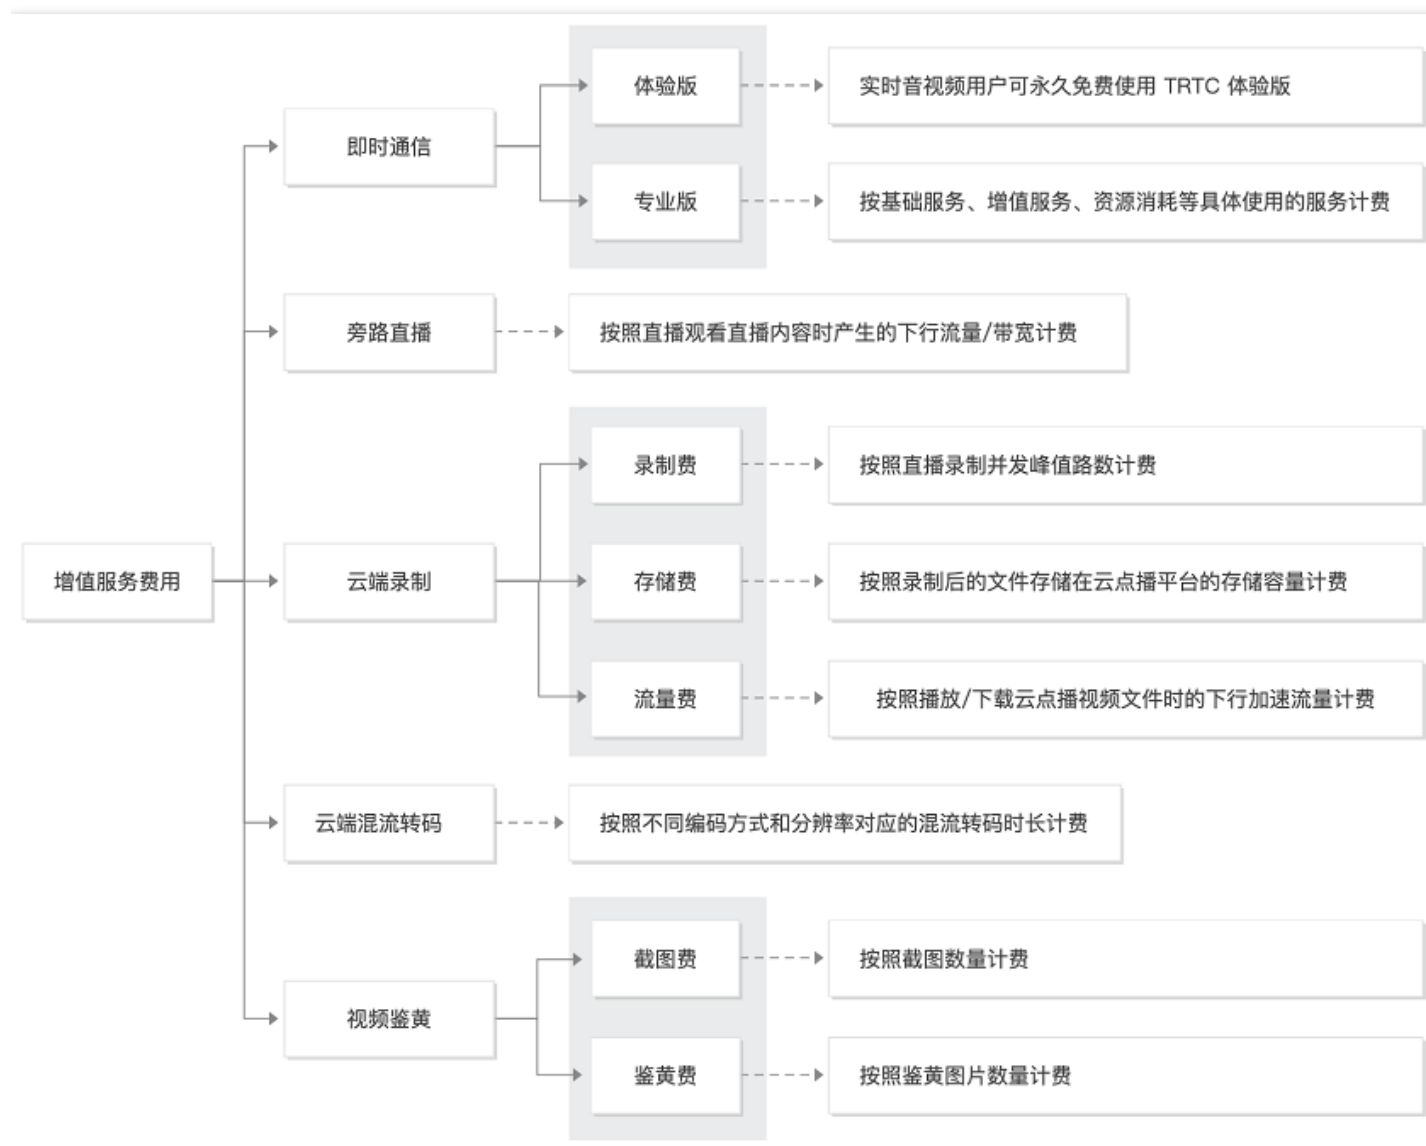 体验版
实时音视频用户可永久免费使用 TRTC 体验版
即时通信
专业版
按基础服务、增值服务、资源消耗等具体使用的服务计费
旁路直播
按照直播观看直播内容时产生的下行流量/带宽计费
录制费
按照直播录制并发峰值路数计费
增值服务费用
云端录制
存储费
按照录制后的文件存储在云点播平台的存储容量计费
流量费
按照播放/下载云点播视频文件时的下行加速流量计费
云端混流转码
按照不同编码方式和分辨率对应的混流转码时长计费
截图费
按照截图数量计费
视频鉴黄
鉴黄费
按照鉴黄图片数量计费